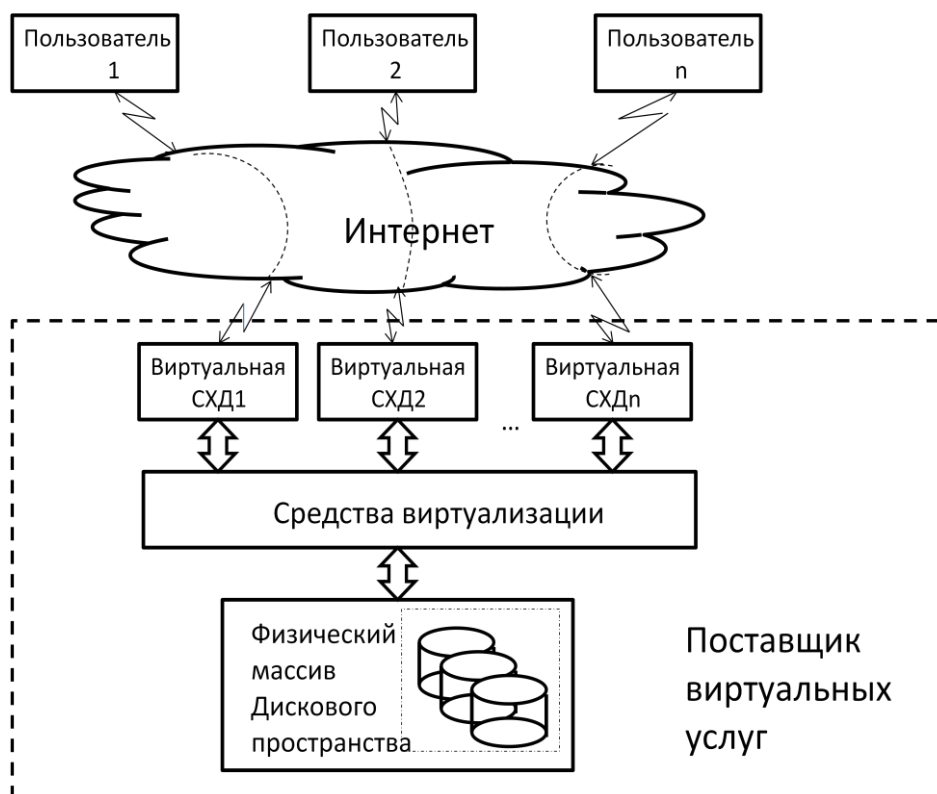 Пользователь
1
Пользователь
2
Пользователь
n
Интернет
Виртуальная
СХД1
Виртуальная
СХД2
...
Виртуальная
СХДn
Средства виртуализации
Физический
массив
Дискового
пространства
Поставщик
виртуальных
услуг